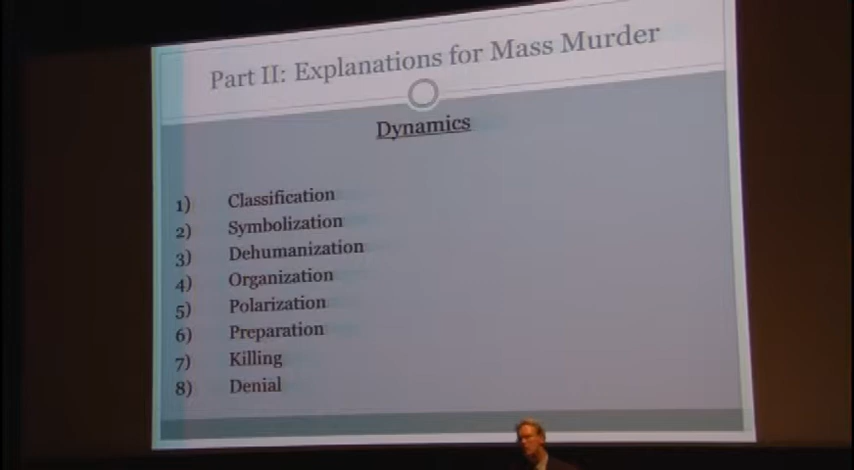 Part II: Explanations for Mass Murder
Dynamics
1) Classification
2) Symbolization
3) Dehumanization
4) Organization
5) Polarization
6) Preparation
7) Killing
8) Denial